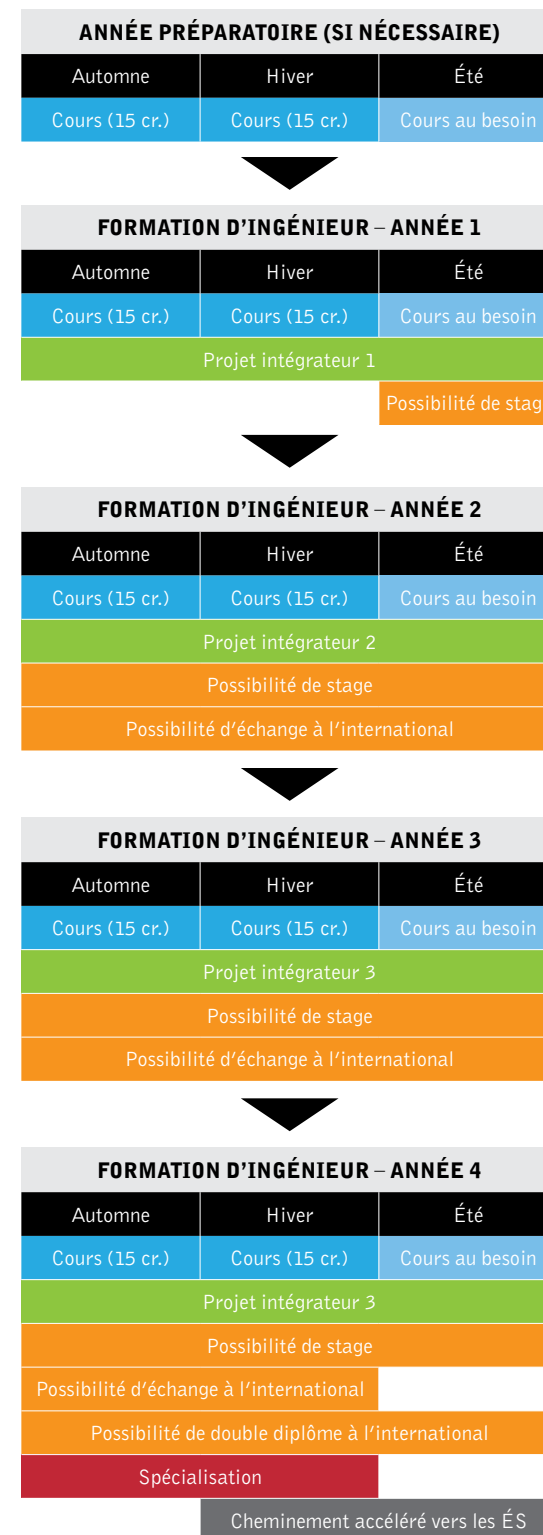 ANNÉE PRÉPARATOIRE (SI NÉCESSAIRE)
Automne Hiver Été
Cours (15 cr.) Cours (15 cr.) Cours au besoin
FORMATION D'INGÉNIEUR – ANNÉE 1
Automne Hiver Été
Cours (15 cr.) Cours (15 cr.) Cours au besoin
Projet intégrateur 1
Possibilité de stag
FORMATION D'INGÉNIEUR – ANNÉE 2
Automne Hiver Été
Cours (15 cr.) Cours (15 cr.) Cours au besoin
Projet intégrateur 2
Possibilité de stage
Possibilité d'échange à l'international
FORMATION D'INGÉNIEUR – ANNÉE 3
Automne Hiver Été
Cours (15 cr.) Cours (15 cr.) Cours au besoin
Projet intégrateur 3
Possibilité de stage
Possibilité d'échange à l'international
FORMATION D'INGÉNIEUR – ANNÉE 4
Automne Hiver Été
Cours (15 cr.) Cours (15 cr.) Cours au besoin
Projet intégrateur 3
Possibilité de stage
Possibilité d'échange à l'international
Possibilité de double diplôme à l'international
Spécialisation
Cheminement accéléré vers les ÉS